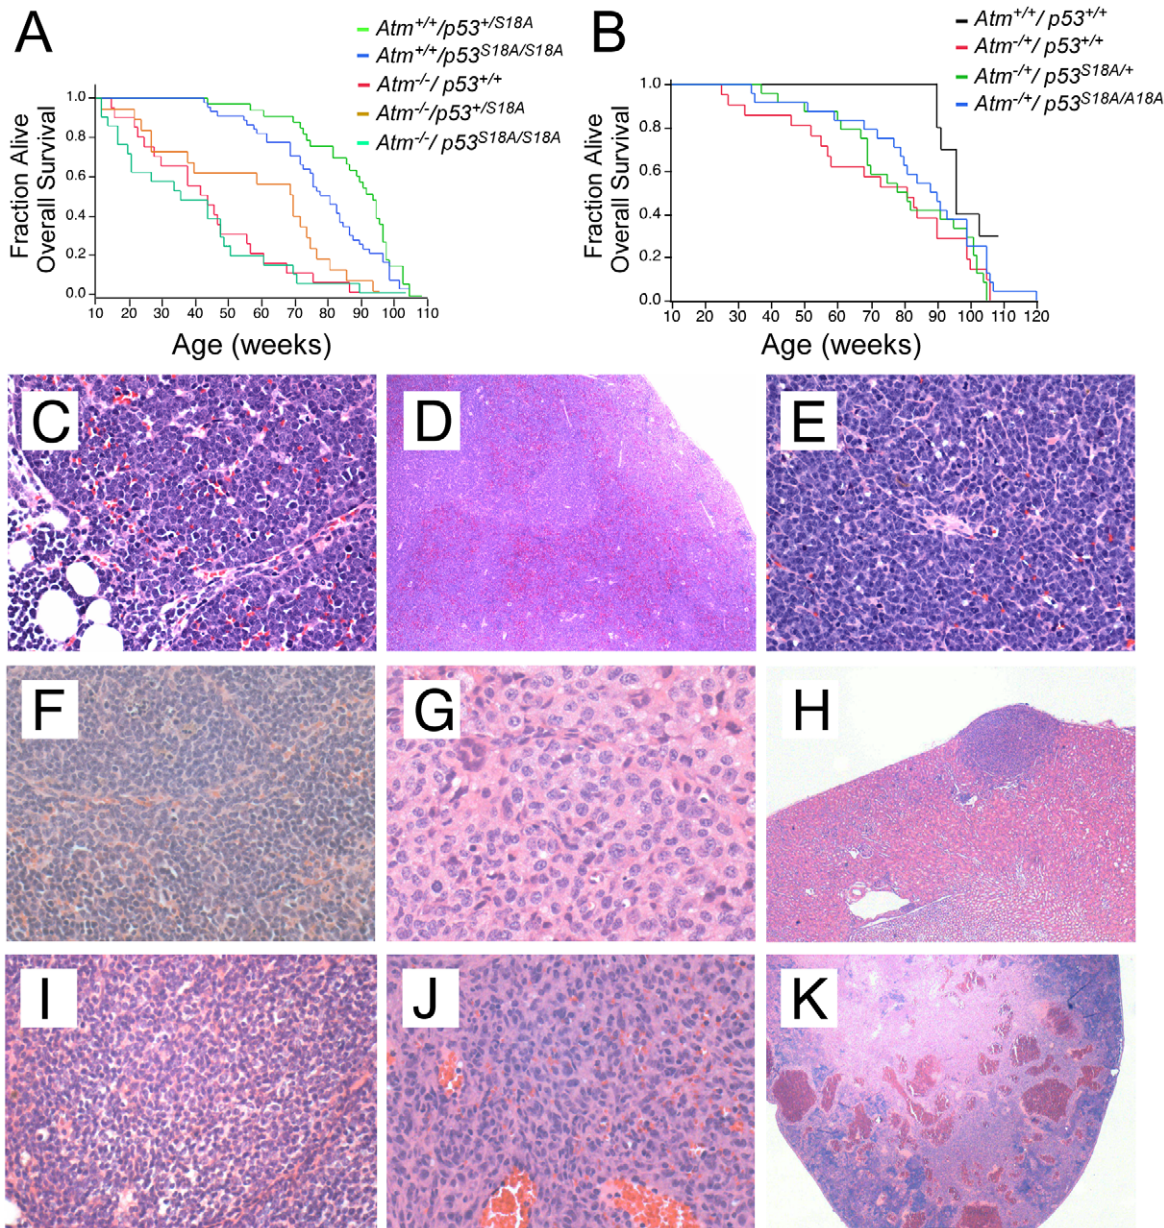 A
Atm+/+/p53+/S18A
Atm+/+/p53S18A/S18A
Atm-/-/ p53+/+
Atm-/-/p53+/S18A
Atm-/-/ p53S18A/S18A
Fraction Alive
Overall Survival
1.0
0.8
0.6
0.4
0.2
0.0
10 20 30 40 50 60 70 80 90 100 110
Age (weeks)
B
Atm+/+/ p53+/+
Atm-/+/ p53+/+
Atm-/+/ p53S18A/+
Atm-/+/ p53S18A/A18A
Fraction Alive
Overall Survival
1.0
0.8
0.6
0.4
0.2
0.0
10 20 30 40 50 60 70 80 90 100 110 120
Age (weeks)
C
D
E
F
G
H
I
J
K